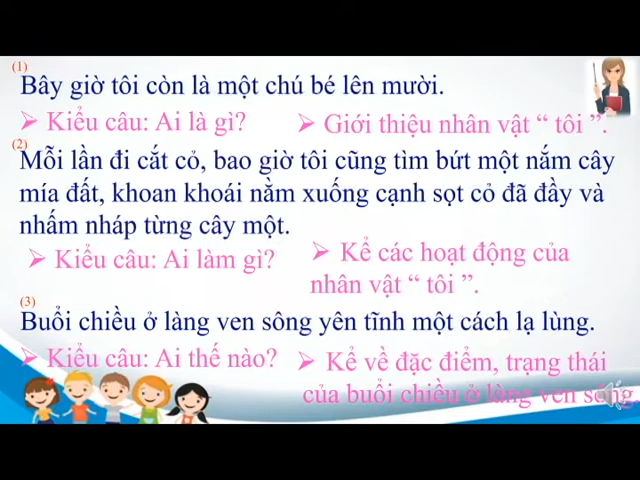 (1)
Bây giờ tôi còn là một chú bé lên mười.
➢ Kiểu câu: Ai là gì? ➢ Giới thiệu nhân vật “ tôi ”.
(2)
Mỗi lần đi cắt cỏ, bao giờ tôi cũng tìm bứt một nắm cây
mía đất, khoan khoái nằm xuống cạnh sọt cỏ đã đầy và
nhấm nháp từng cây một.
➢ Kiểu câu: Ai làm gì? ➢ Kể các hoạt động của
nhân vật “ tôi ”.
(3)
Buổi chiều ở làng ven sông yên tĩnh một cách lạ lùng.
➢ Kiểu câu: Ai thế nào? ➢ Kể về đặc điểm, trạng thái
của buổi chiều ở làng ven sông.